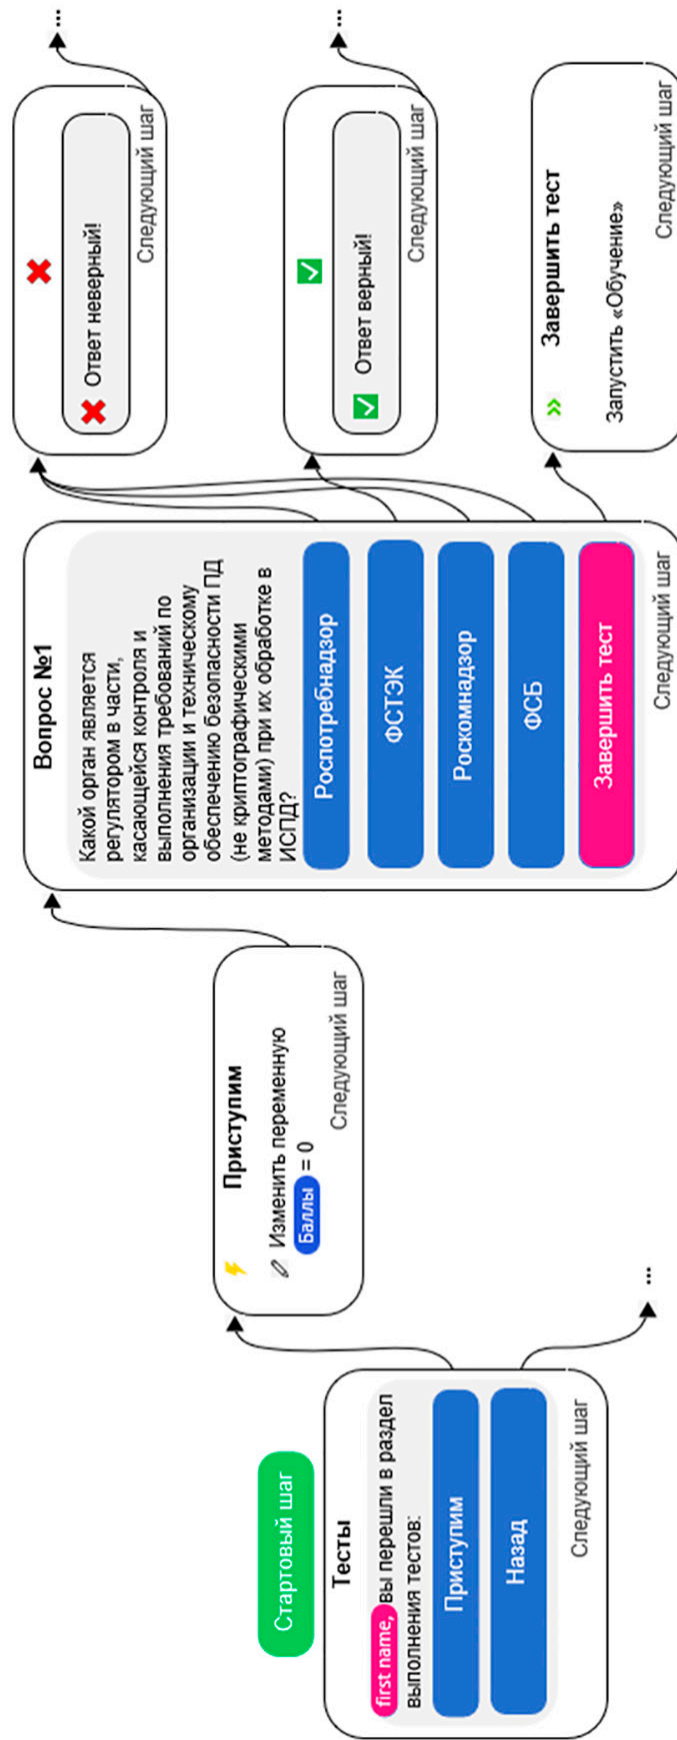 Стартовый шаг
Тесты
first name, вы перешли в раздел
выполнения тестов:
Приступим
Назад
Следующий шаг
...
Приступим
Изменить переменную
Баллы = 0
Следующий шаг
Вопрос №1
Какой орган является
регулятором в части,
касающейся контроля и
выполнения требований по
организации и техническому
обеспечению безопасности ПД
(не криптографическими
методами) при их обработке в
ИСПД?
Роспотребнадзор
ФСТЭК
Роскомнадзор
ФСБ
Завершить тест
Следующий шаг
Ответ неверный!
Следующий шаг
...
Ответ верный!
Следующий шаг
...
Завершить тест
Запустить «Обучение»
Следующий шаг